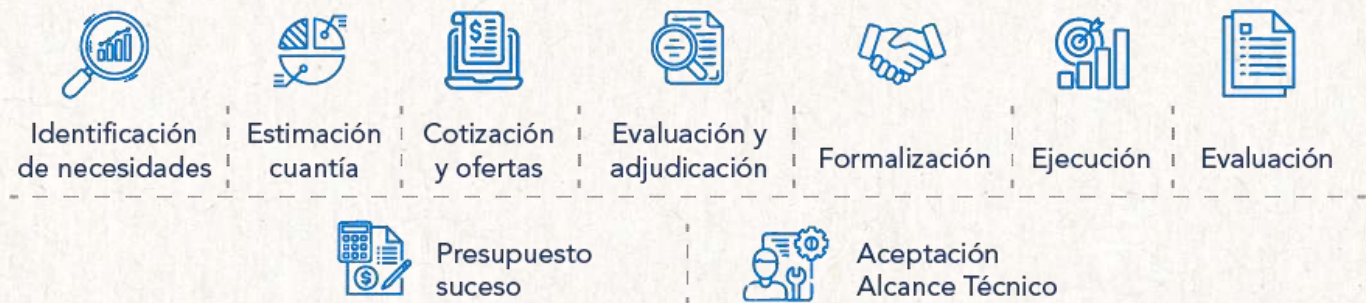 Identificación
de necesidades
Estimación
cuantía
Cotización
y ofertas
Evaluación y
adjudicación
Formalización
Ejecución
Evaluación
Presupuesto
suceso
Aceptación
Alcance Técnico